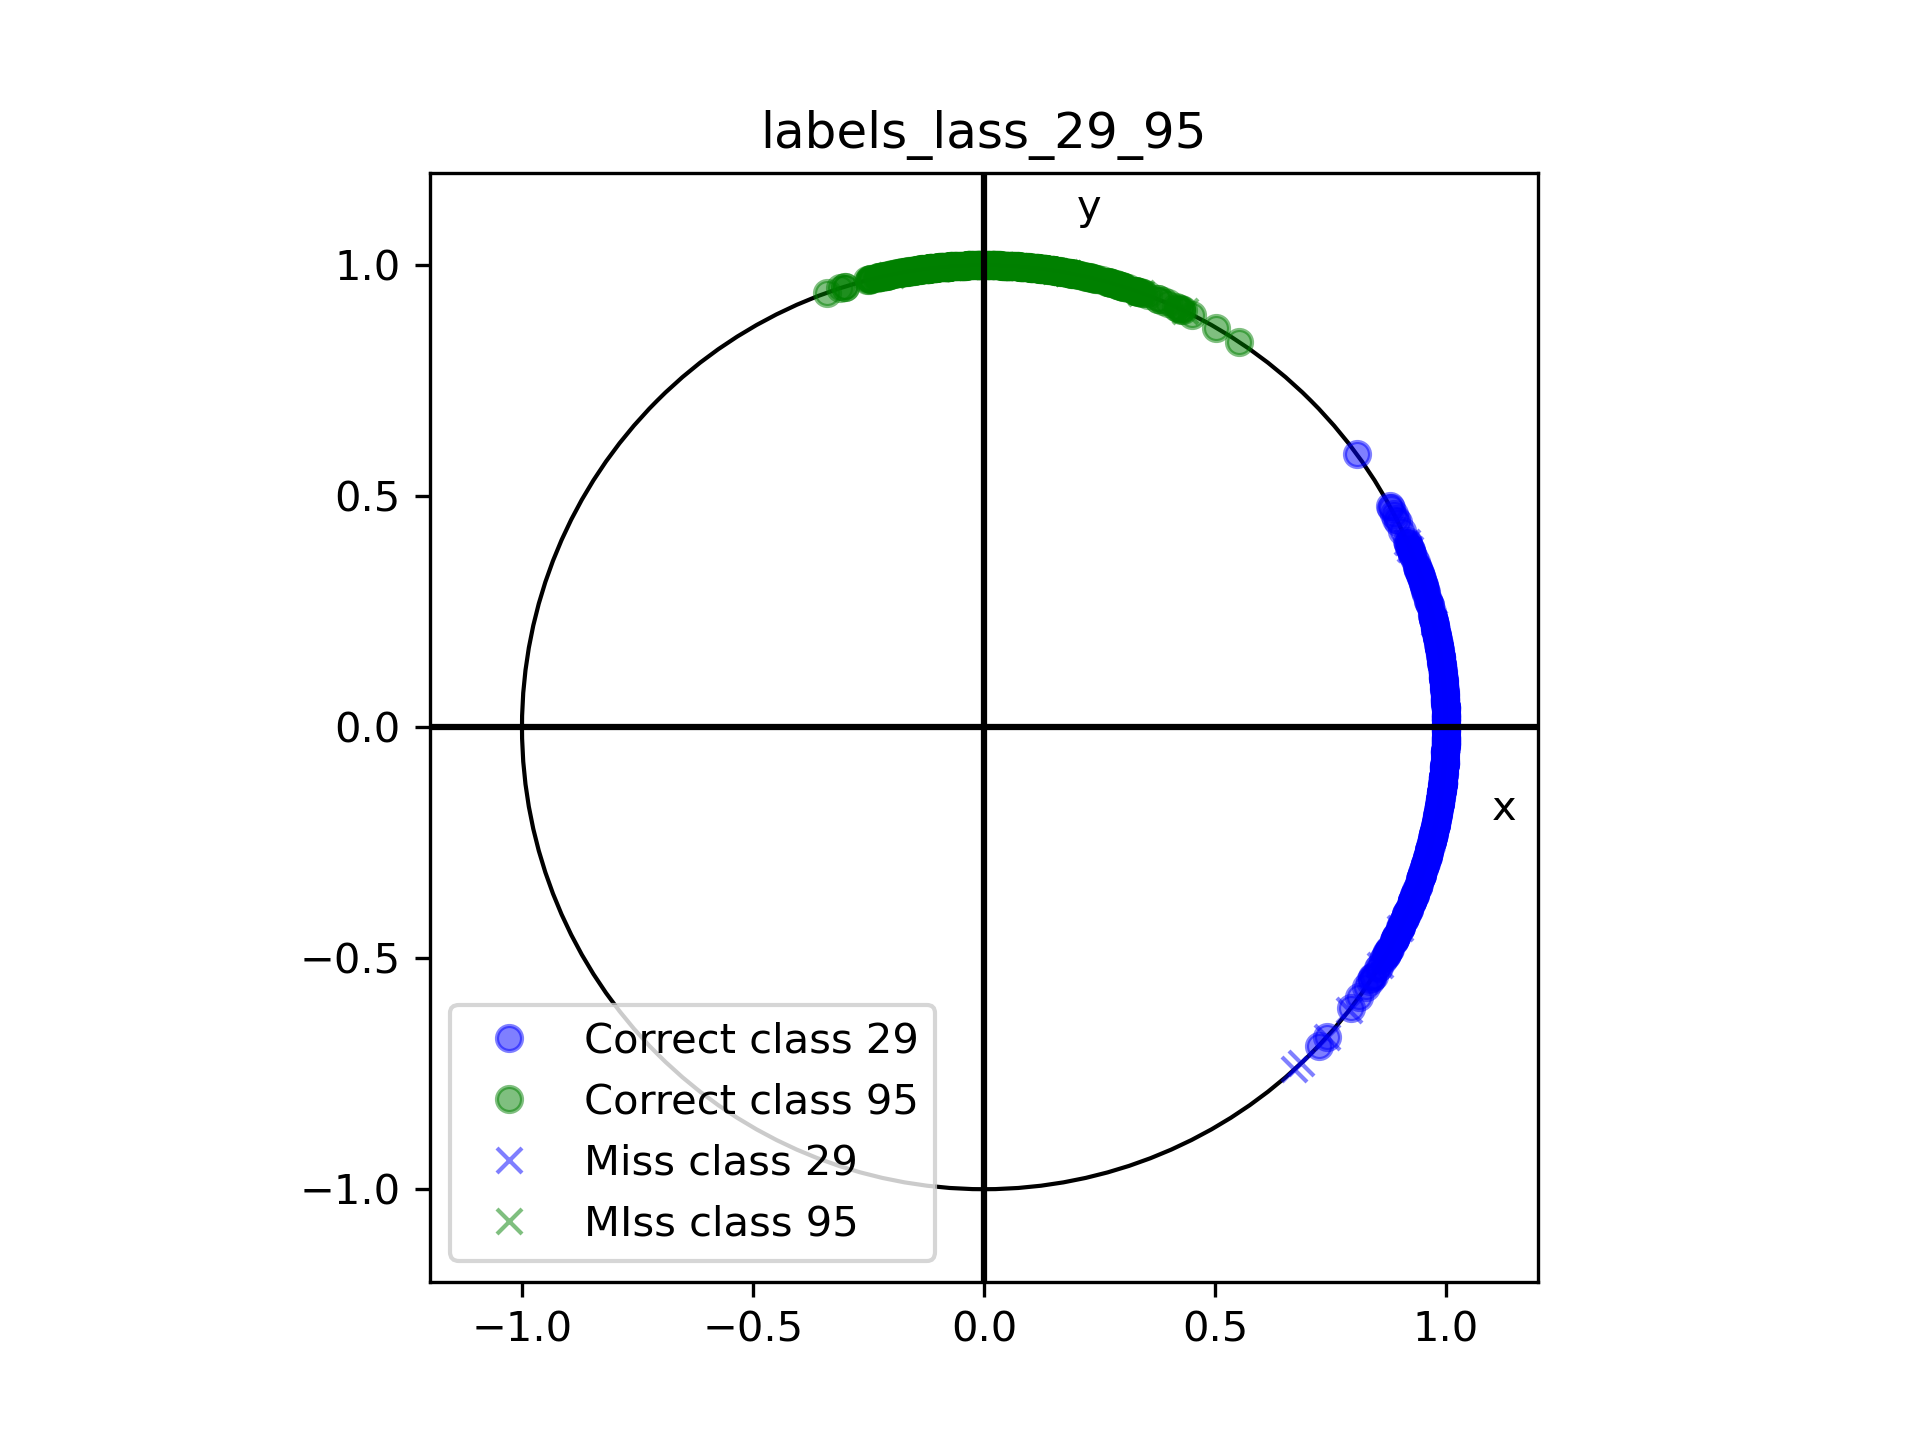 labels_lass_29_95
y
1.0
0.5
0.0
x
−0.5
−1.0
Correct class 29
Correct class 95
Miss class 29
MIss class 95
−1.0 −0.5 0.0 0.5 1.0